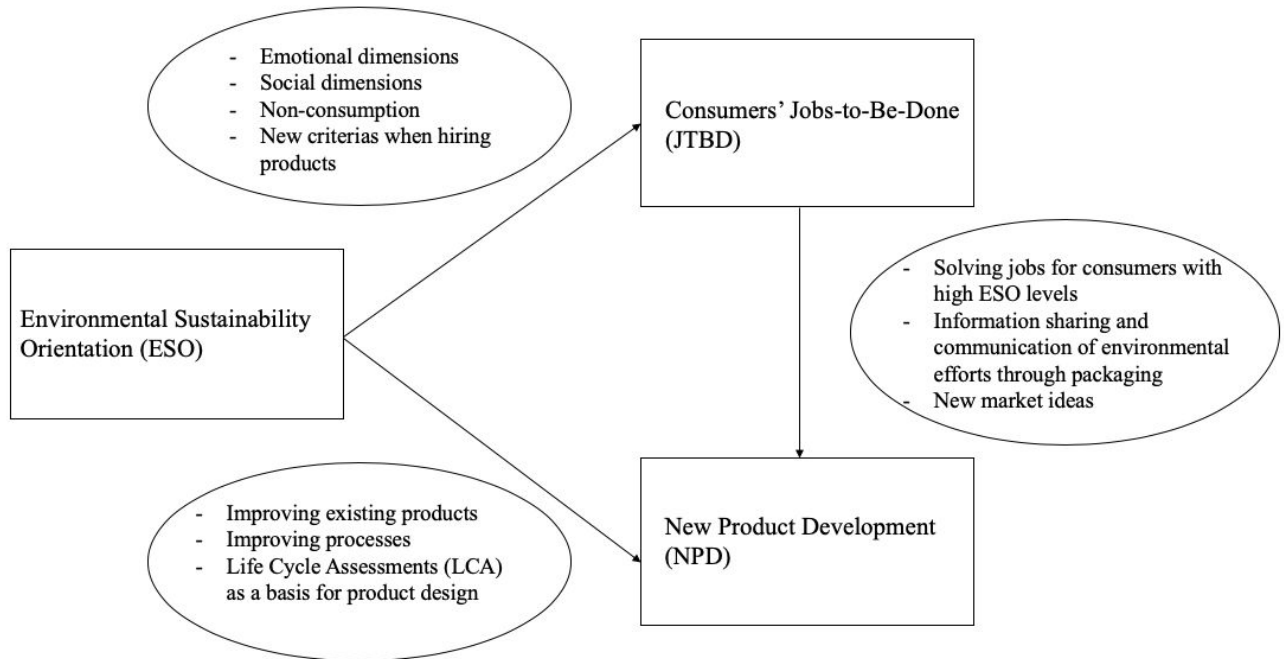 - Emotional dimensions
- Social dimensions
- Non-consumption
- New criterias when hiring
products
Consumers’ Jobs-to-Be-Done
(JTBD)
Environmental Sustainability
Orientation (ESO)
- Solving jobs for consumers with
high ESO levels
- Information sharing and
communication of environmental
efforts through packaging
- New market ideas
- Improving existing products
- Improving processes
- Life Cycle Assessments (LCA)
as a basis for product design
New Product Development
(NPD)